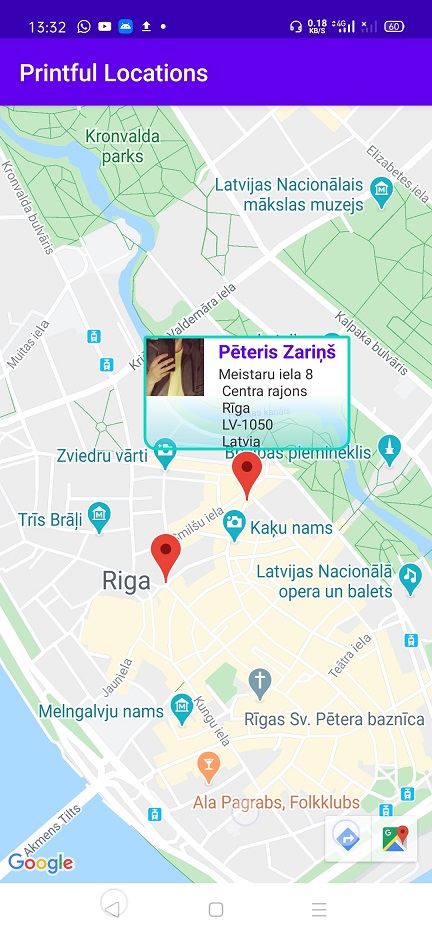 13:32
0.18
KB/S
4G
60
Printful Locations
Kronvalda
parks
Elizabetes iela
Kronvalda bulvāris
Latvijas Nacionālais
mākslas muzejs
Valdemāra iela
Kalpaka bulvāris
Muitas iela
Pēteris Zariņš
Meistaru iela 8
Centra rajons
Rīga
LV-1050
Latvia
Zviedru vārti
piemineklis
Trīs Brāļi
Smilšu iela
Kaķu nams
Riga
Latvijas Nacionālā
opera un balets
Teātra iela
Jauniela
Melngalvju nams
Kungu iela
Rīgas Sv. Pētera baznīca
Ala Pagrabs, Folkklubs
Akmens Tilts
Google
G